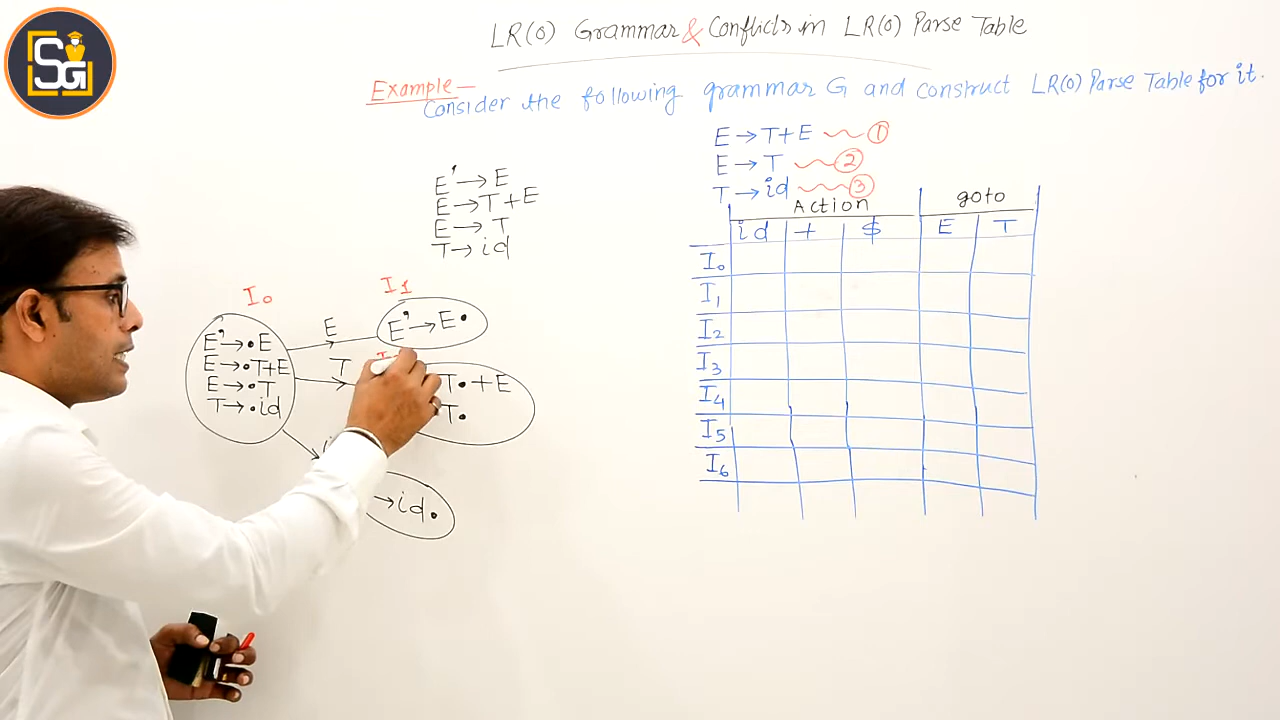 SG
LR(0) Grammar & Conflicts in LR(0) Parse Table
Example—
Consider the following grammar G and construct LR(0) Parse Table for it.
E → T+E ①
E → T ②
T → id ③
E' → E
E → T+E
E → T
T → id
Action goto
id + $ E T
I₀
I₁
I₂
I₃
I₄
I₅
I₆
I₀
E' → •E
E → •T+E
E → •T
T → •id
E
I₁
E' → E•
T
T• + E
T•
→ id•